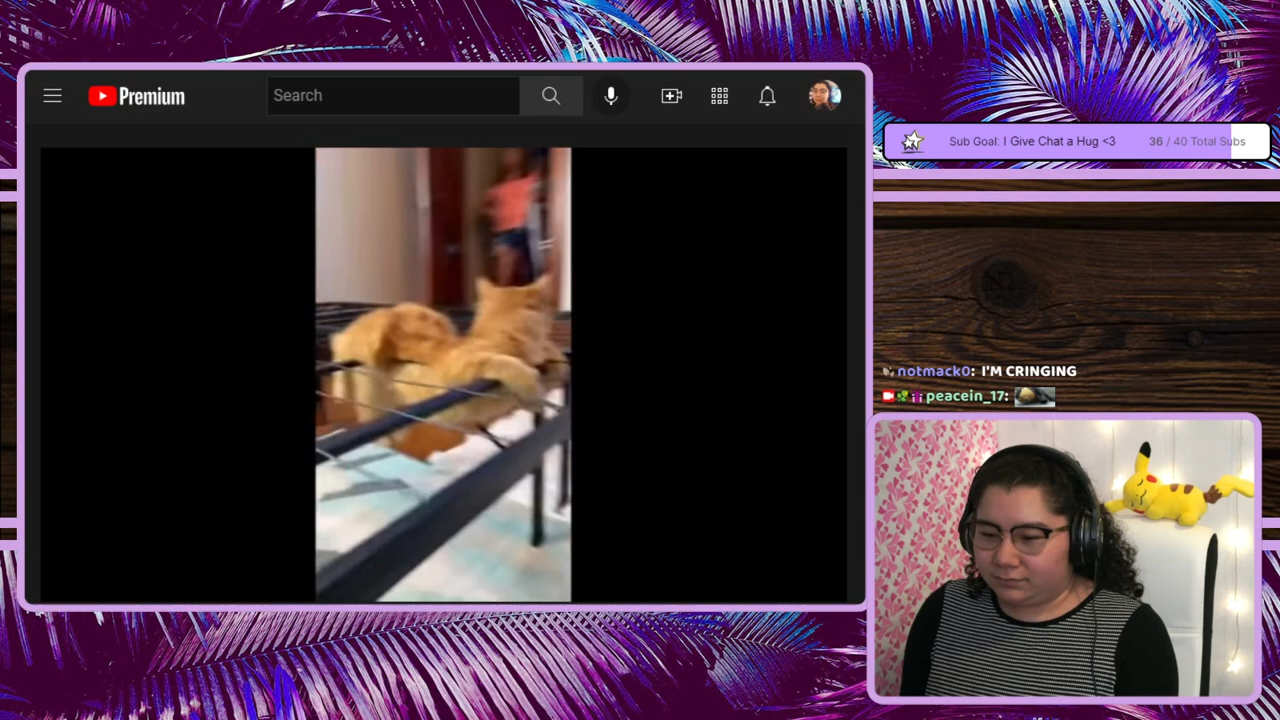 Premium
Search
Sub Goal: I Give Chat a Hug <3 36 / 40 Total Subs
notmack0: I'M CRINGING
peacein_17: